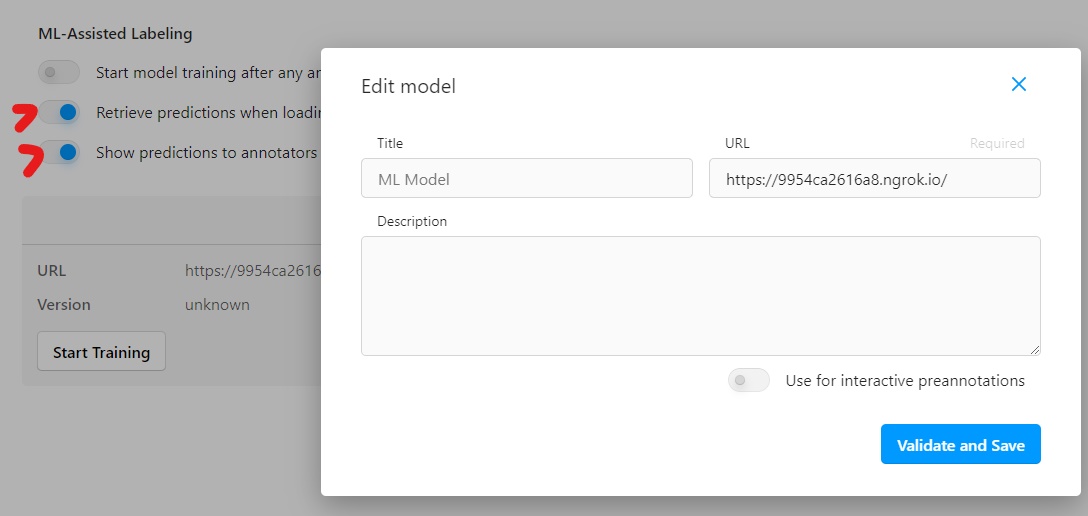 ML-Assisted Labeling
Start model training after any an
Retrieve predictions when loadin
Show predictions to annotators
URL https://9954ca2616
Version unknown
Start Training
Edit model
Title
URL Required
ML Model
https://9954ca2616a8.ngrok.io/
Description
Use for interactive preannotations
Validate and Save